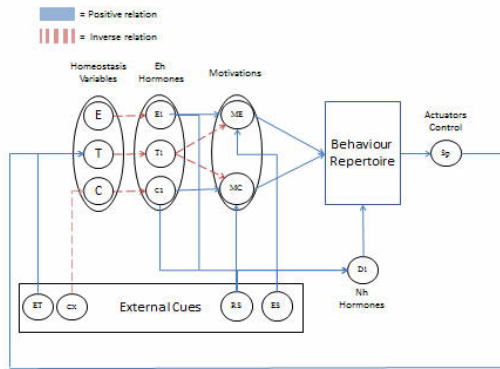 = Positive relation
= Inverse relation
Homeostasis
Variables
Eh
Hormones
Motivations
E
E1
ME
T
T1
C
C1
MC
Behaviour
Repertoire
Actuators
Control
Sp
D1
Nh
Hormones
ET
CX
External Cues
RS
ES